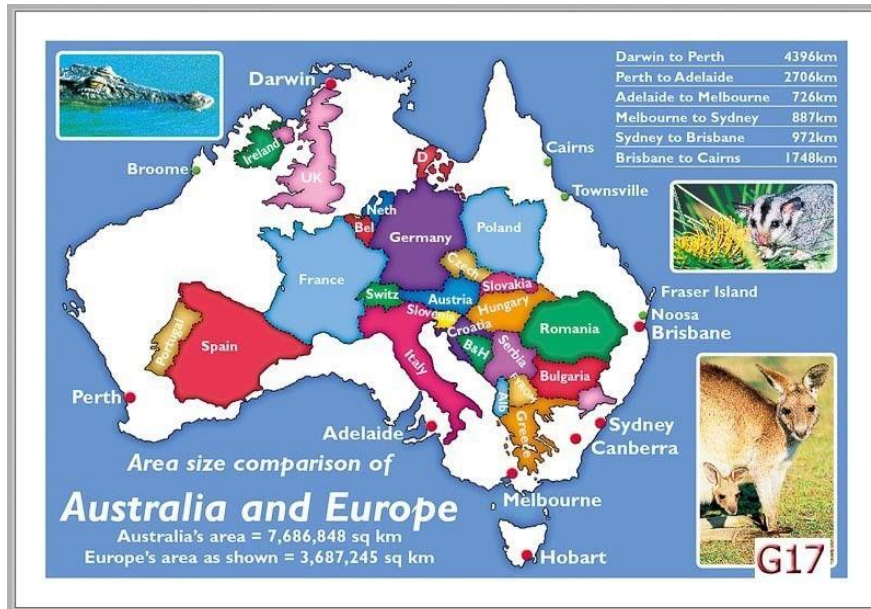 Darwin to Perth 4396km
Perth to Adelaide 2706km
Adelaide to Melbourne 726km
Melbourne to Sydney 887km
Sydney to Brisbane 972km
Brisbane to Cairns 1748km
Darwin
Broome
Cairns
Townsville
Fraser Island
Noosa
Brisbane
Perth
Adelaide
Sydney
Canberra
Melbourne
Hobart
Ireland
UK
D
Neth
Bel
Germany
Poland
France
Czech
Slovakia
Switz
Austria
Hungary
Slovenia
Croatia
Romania
Portugal
Spain
Italy
B&H
Serbia
Bulgaria
FYROM
Alb
Greece
Area size comparison of
Australia and Europe
Australia's area = 7,686,848 sq km
Europe's area as shown = 3,687,245 sq km
G17